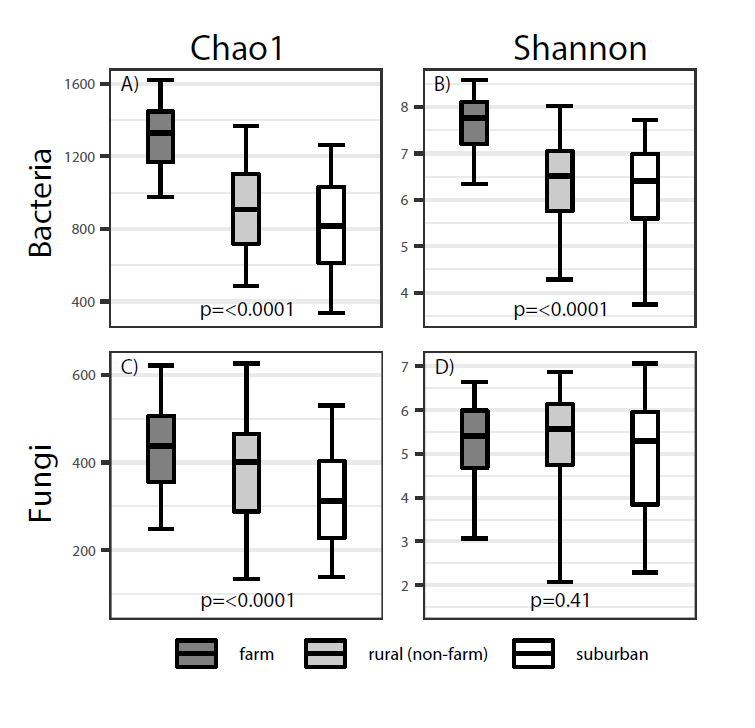 Chao1 Shannon
Bacteria
A)
1600
1200
800
400
p=<0.0001
B)
8
7
6
5
4
p=<0.0001
Fungi
C)
600
400
200
p=<0.0001
D)
7
6
5
4
3
2
p=0.41
farm rural (non-farm) suburban